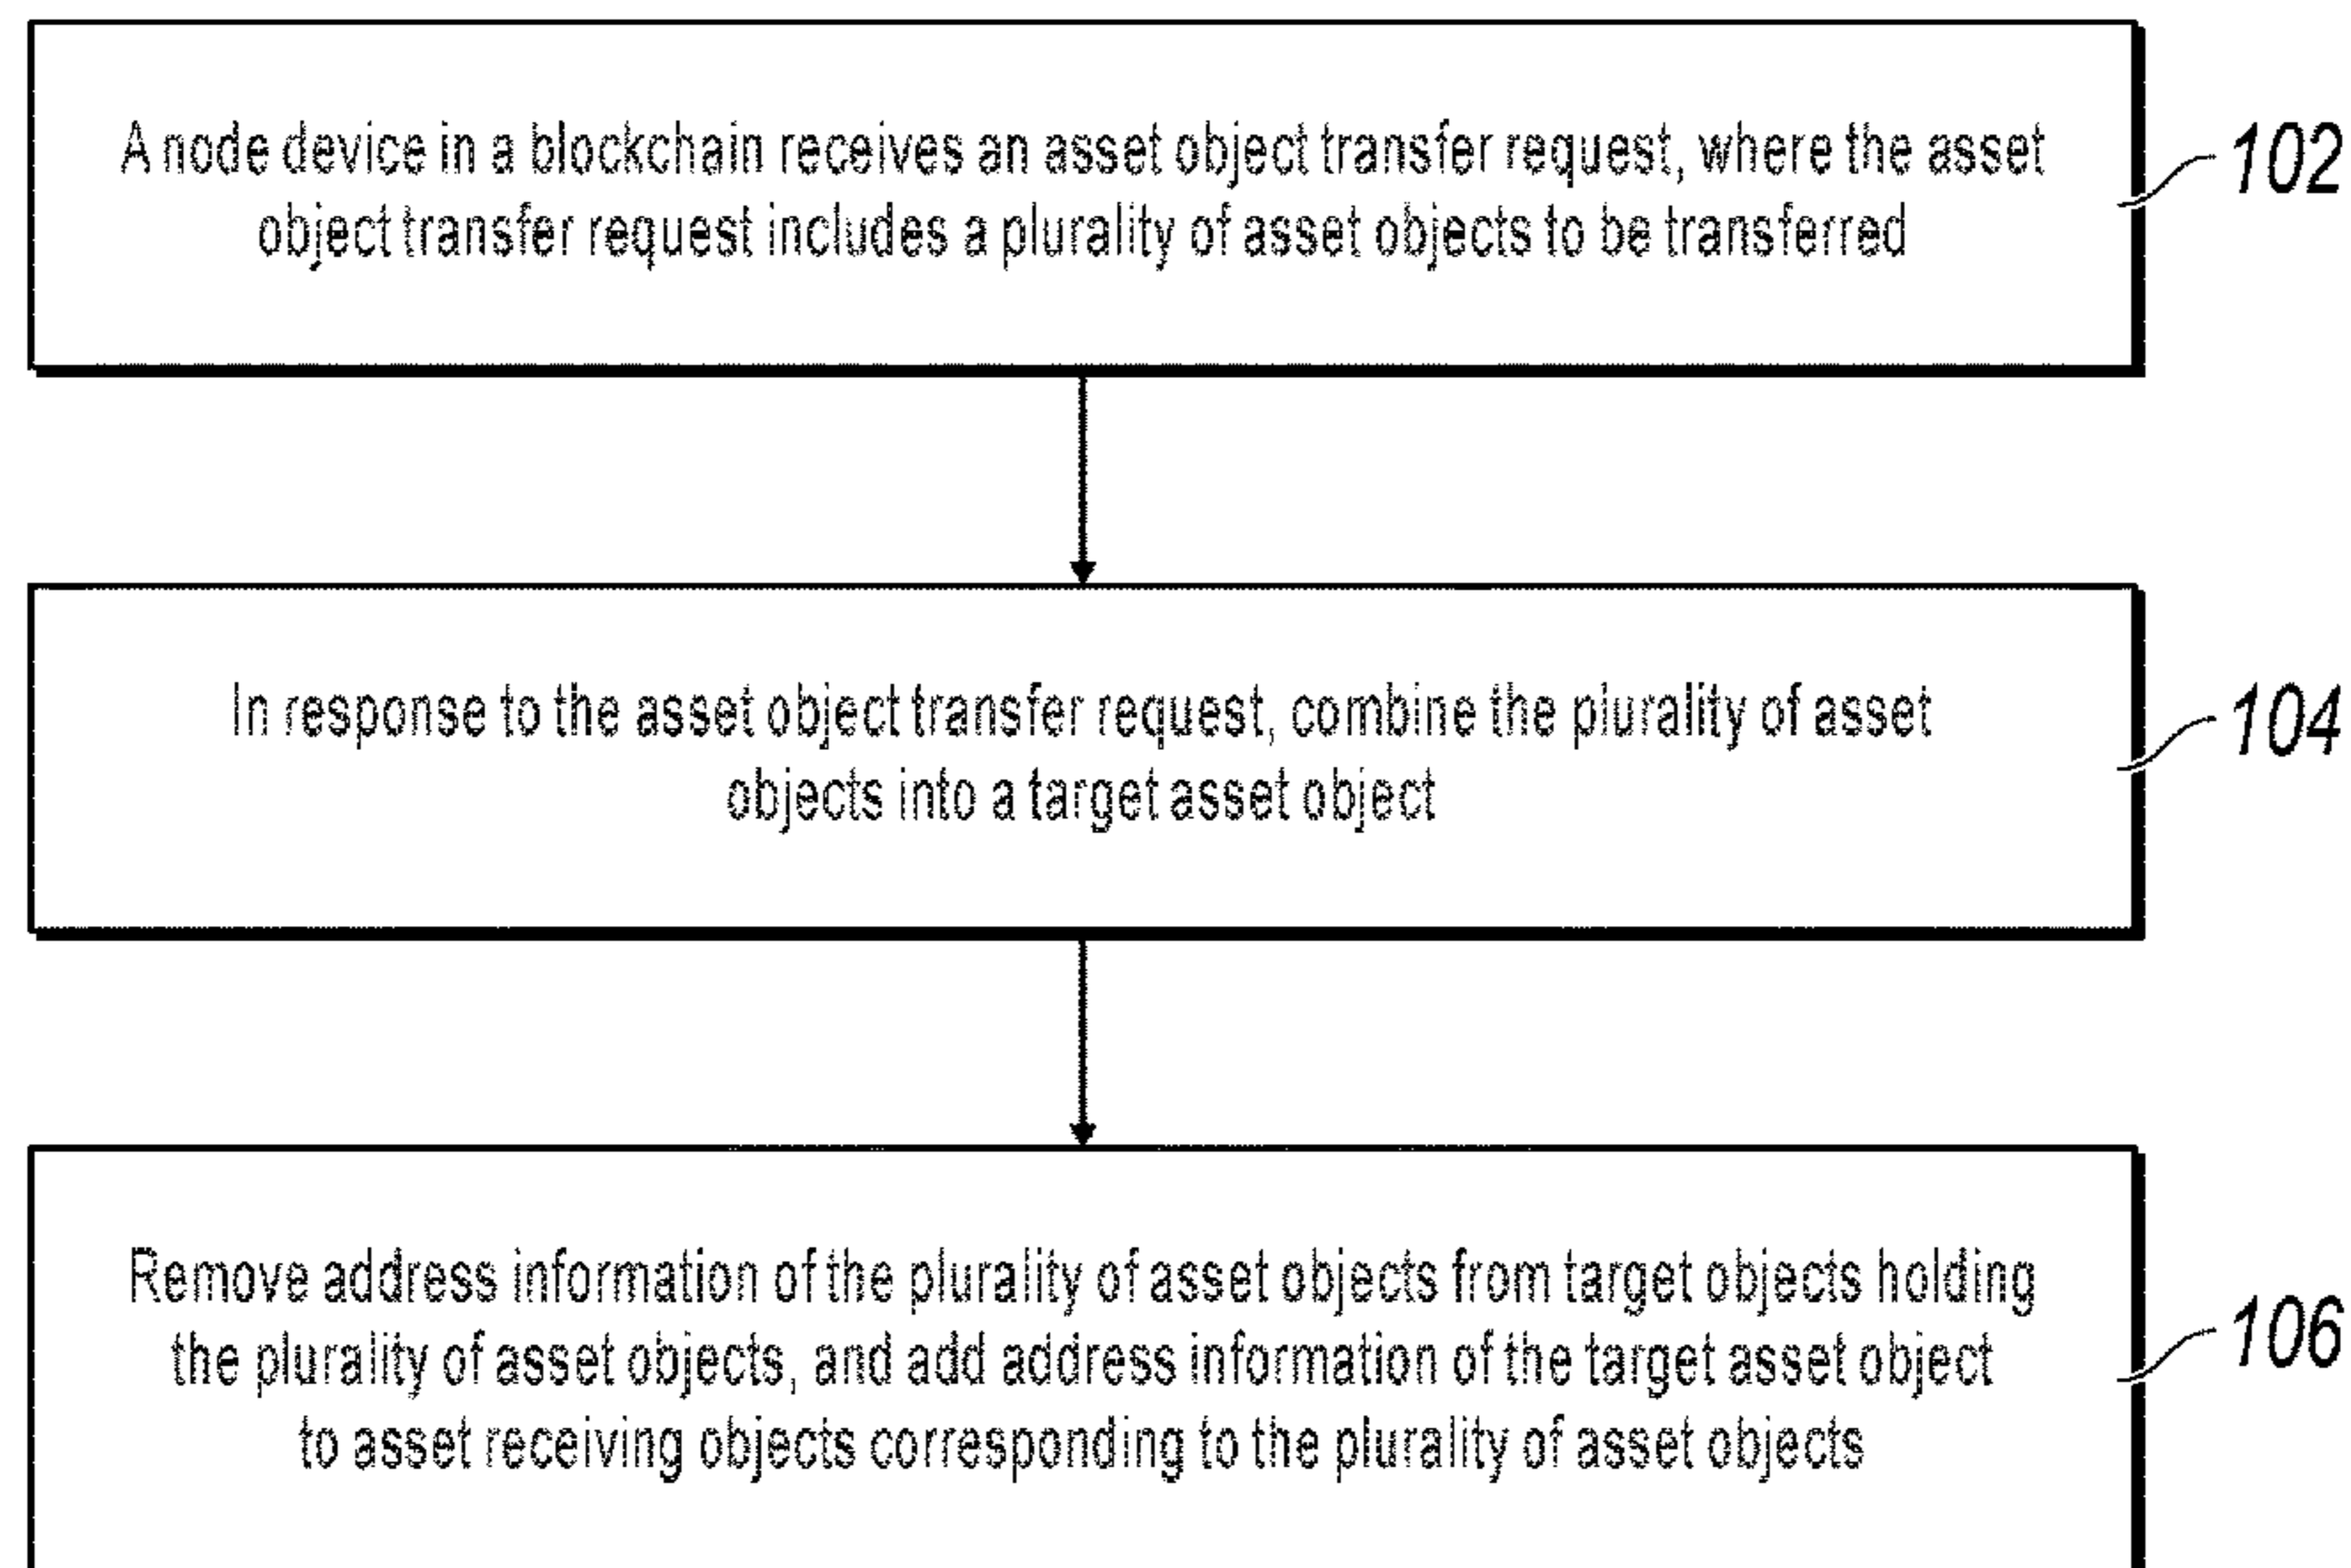 A node device in a blockchain receives an asset object transfer request, where the asset
object transfer request includes a plurality of asset objects to be transferred
102
In response to the asset object transfer request, combine the plurality of asset
objects into a target asset object
104
Remove address information of the plurality of asset objects from target objects holding
the plurality of asset objects, and add address information of the target asset object
to asset receiving objects corresponding to the plurality of asset objects
106